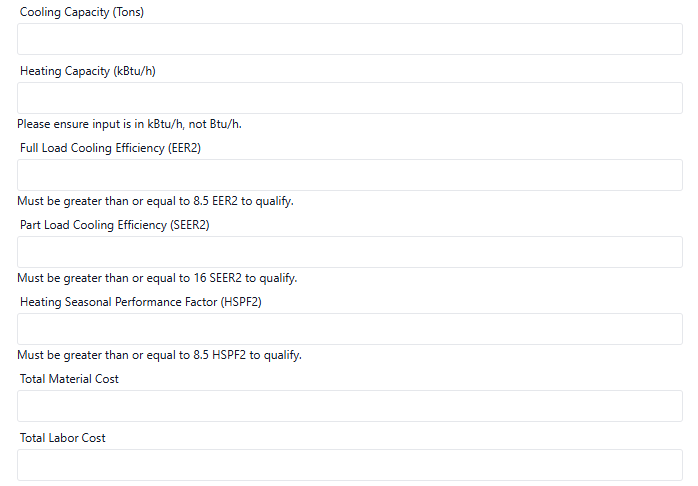 Cooling Capacity (Tons)
Heating Capacity (kBtu/h)
Please ensure input is in kBtu/h, not Btu/h.
Full Load Cooling Efficiency (EER2)
Must be greater than or equal to 8.5 EER2 to qualify.
Part Load Cooling Efficiency (SEER2)
Must be greater than or equal to 16 SEER2 to qualify.
Heating Seasonal Performance Factor (HSPF2)
Must be greater than or equal to 8.5 HSPF2 to qualify.
Total Material Cost
Total Labor Cost